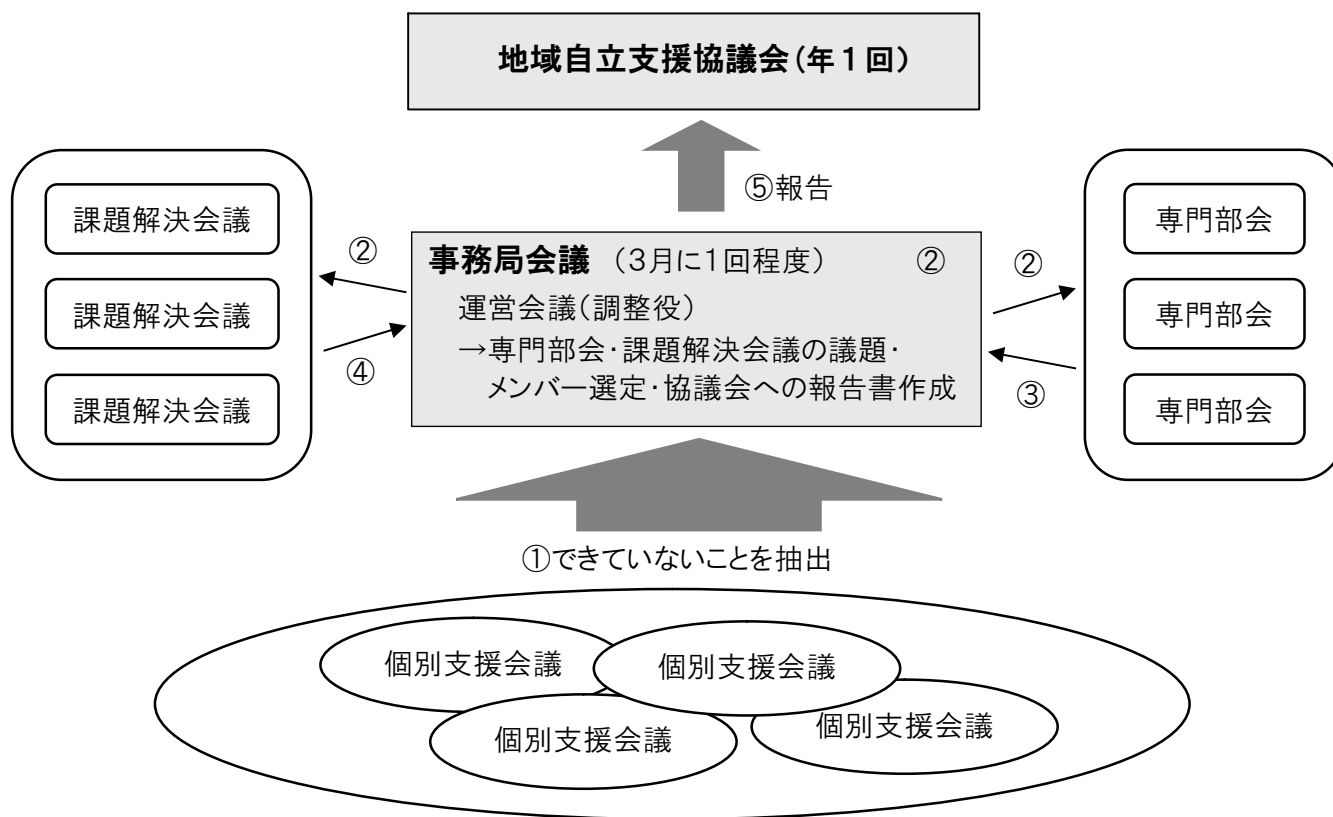 地域自立支援協議会(年1回)
⑤報告
課題解決会議
課題解決会議
課題解決会議
②
④
事務局会議 (3月に1回程度) ②
運営会議(調整役)
→専門部会・課題解決会議の議題・
メンバー選定・協議会への報告書作成
②
③
専門部会
専門部会
専門部会
①できていないことを抽出
個別支援会議
個別支援会議
個別支援会議
個別支援会議